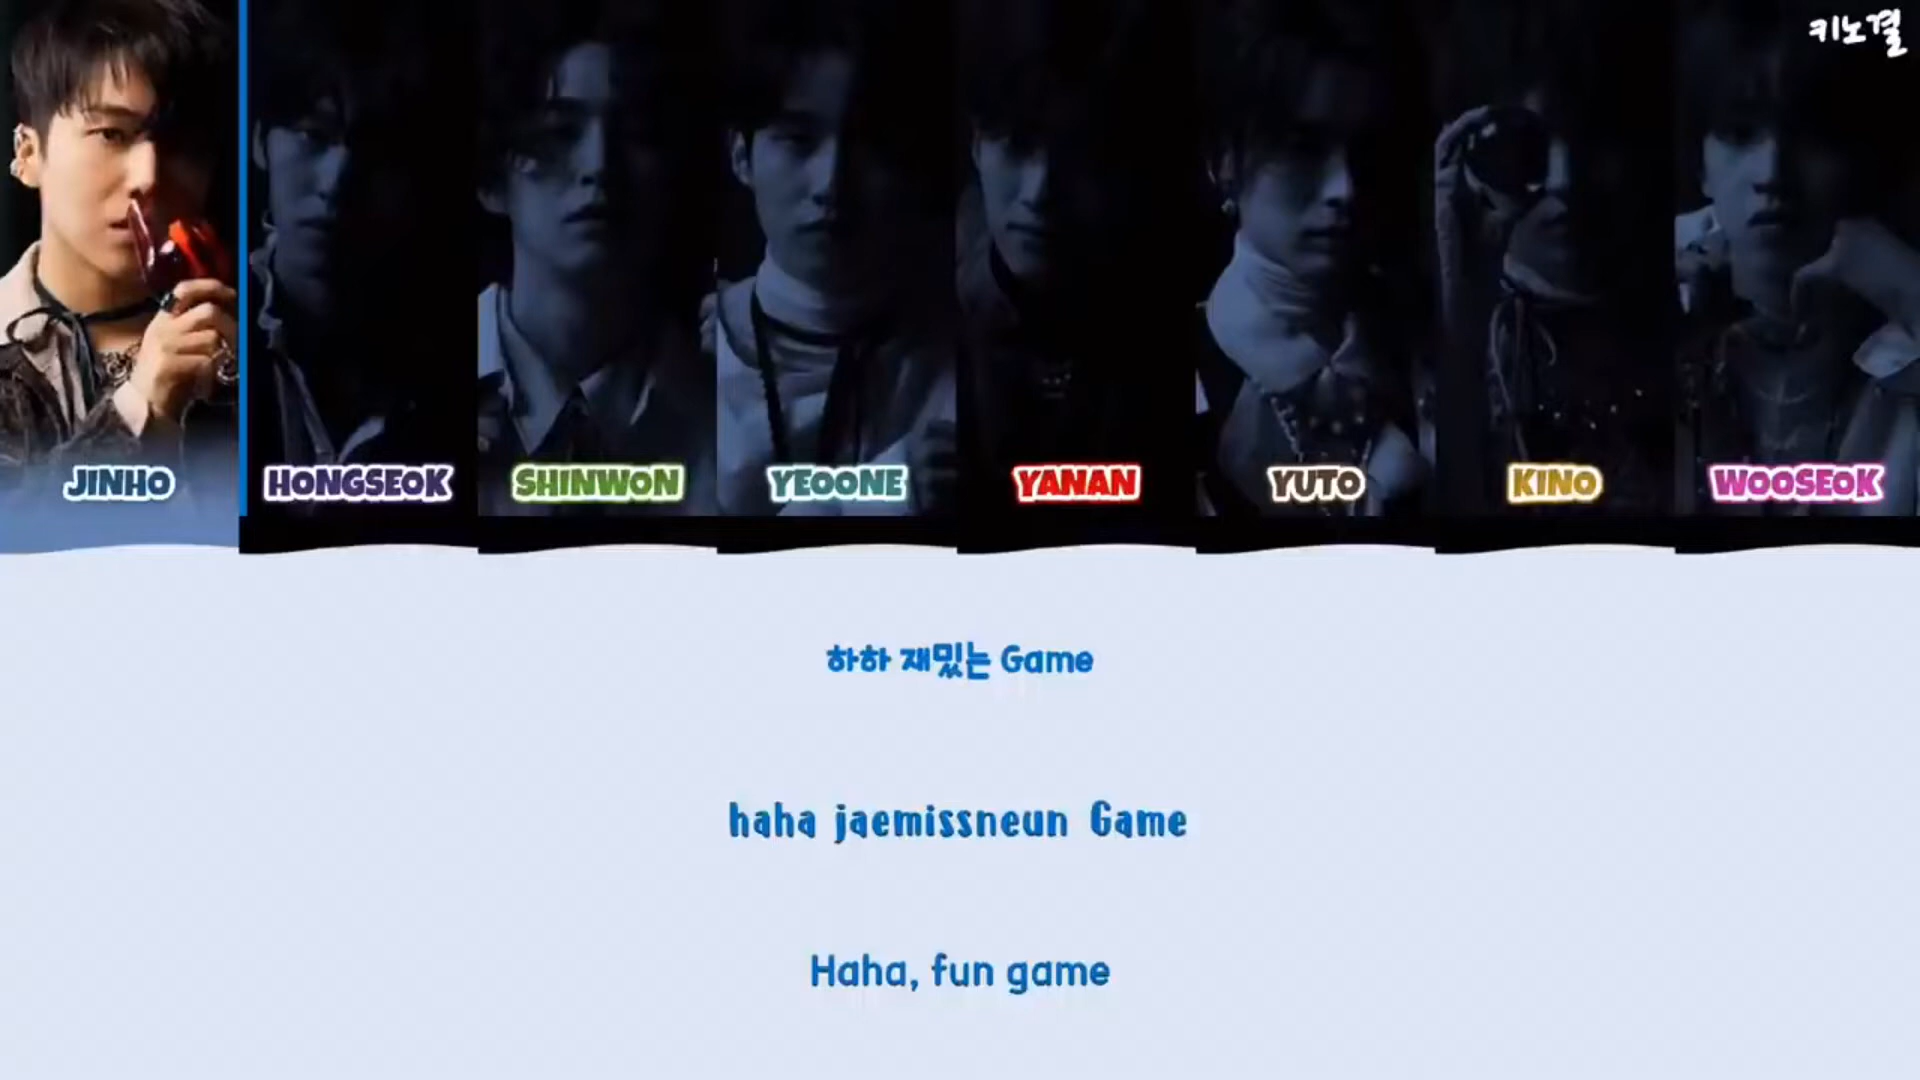 키노결
JINHO
HONGSEOK
SHINWON
YEOONE
YANAN
YUTO
KINO
WOOSEOK
하하 재밌는 Game
haha jaemissneun Game
Haha, fun game